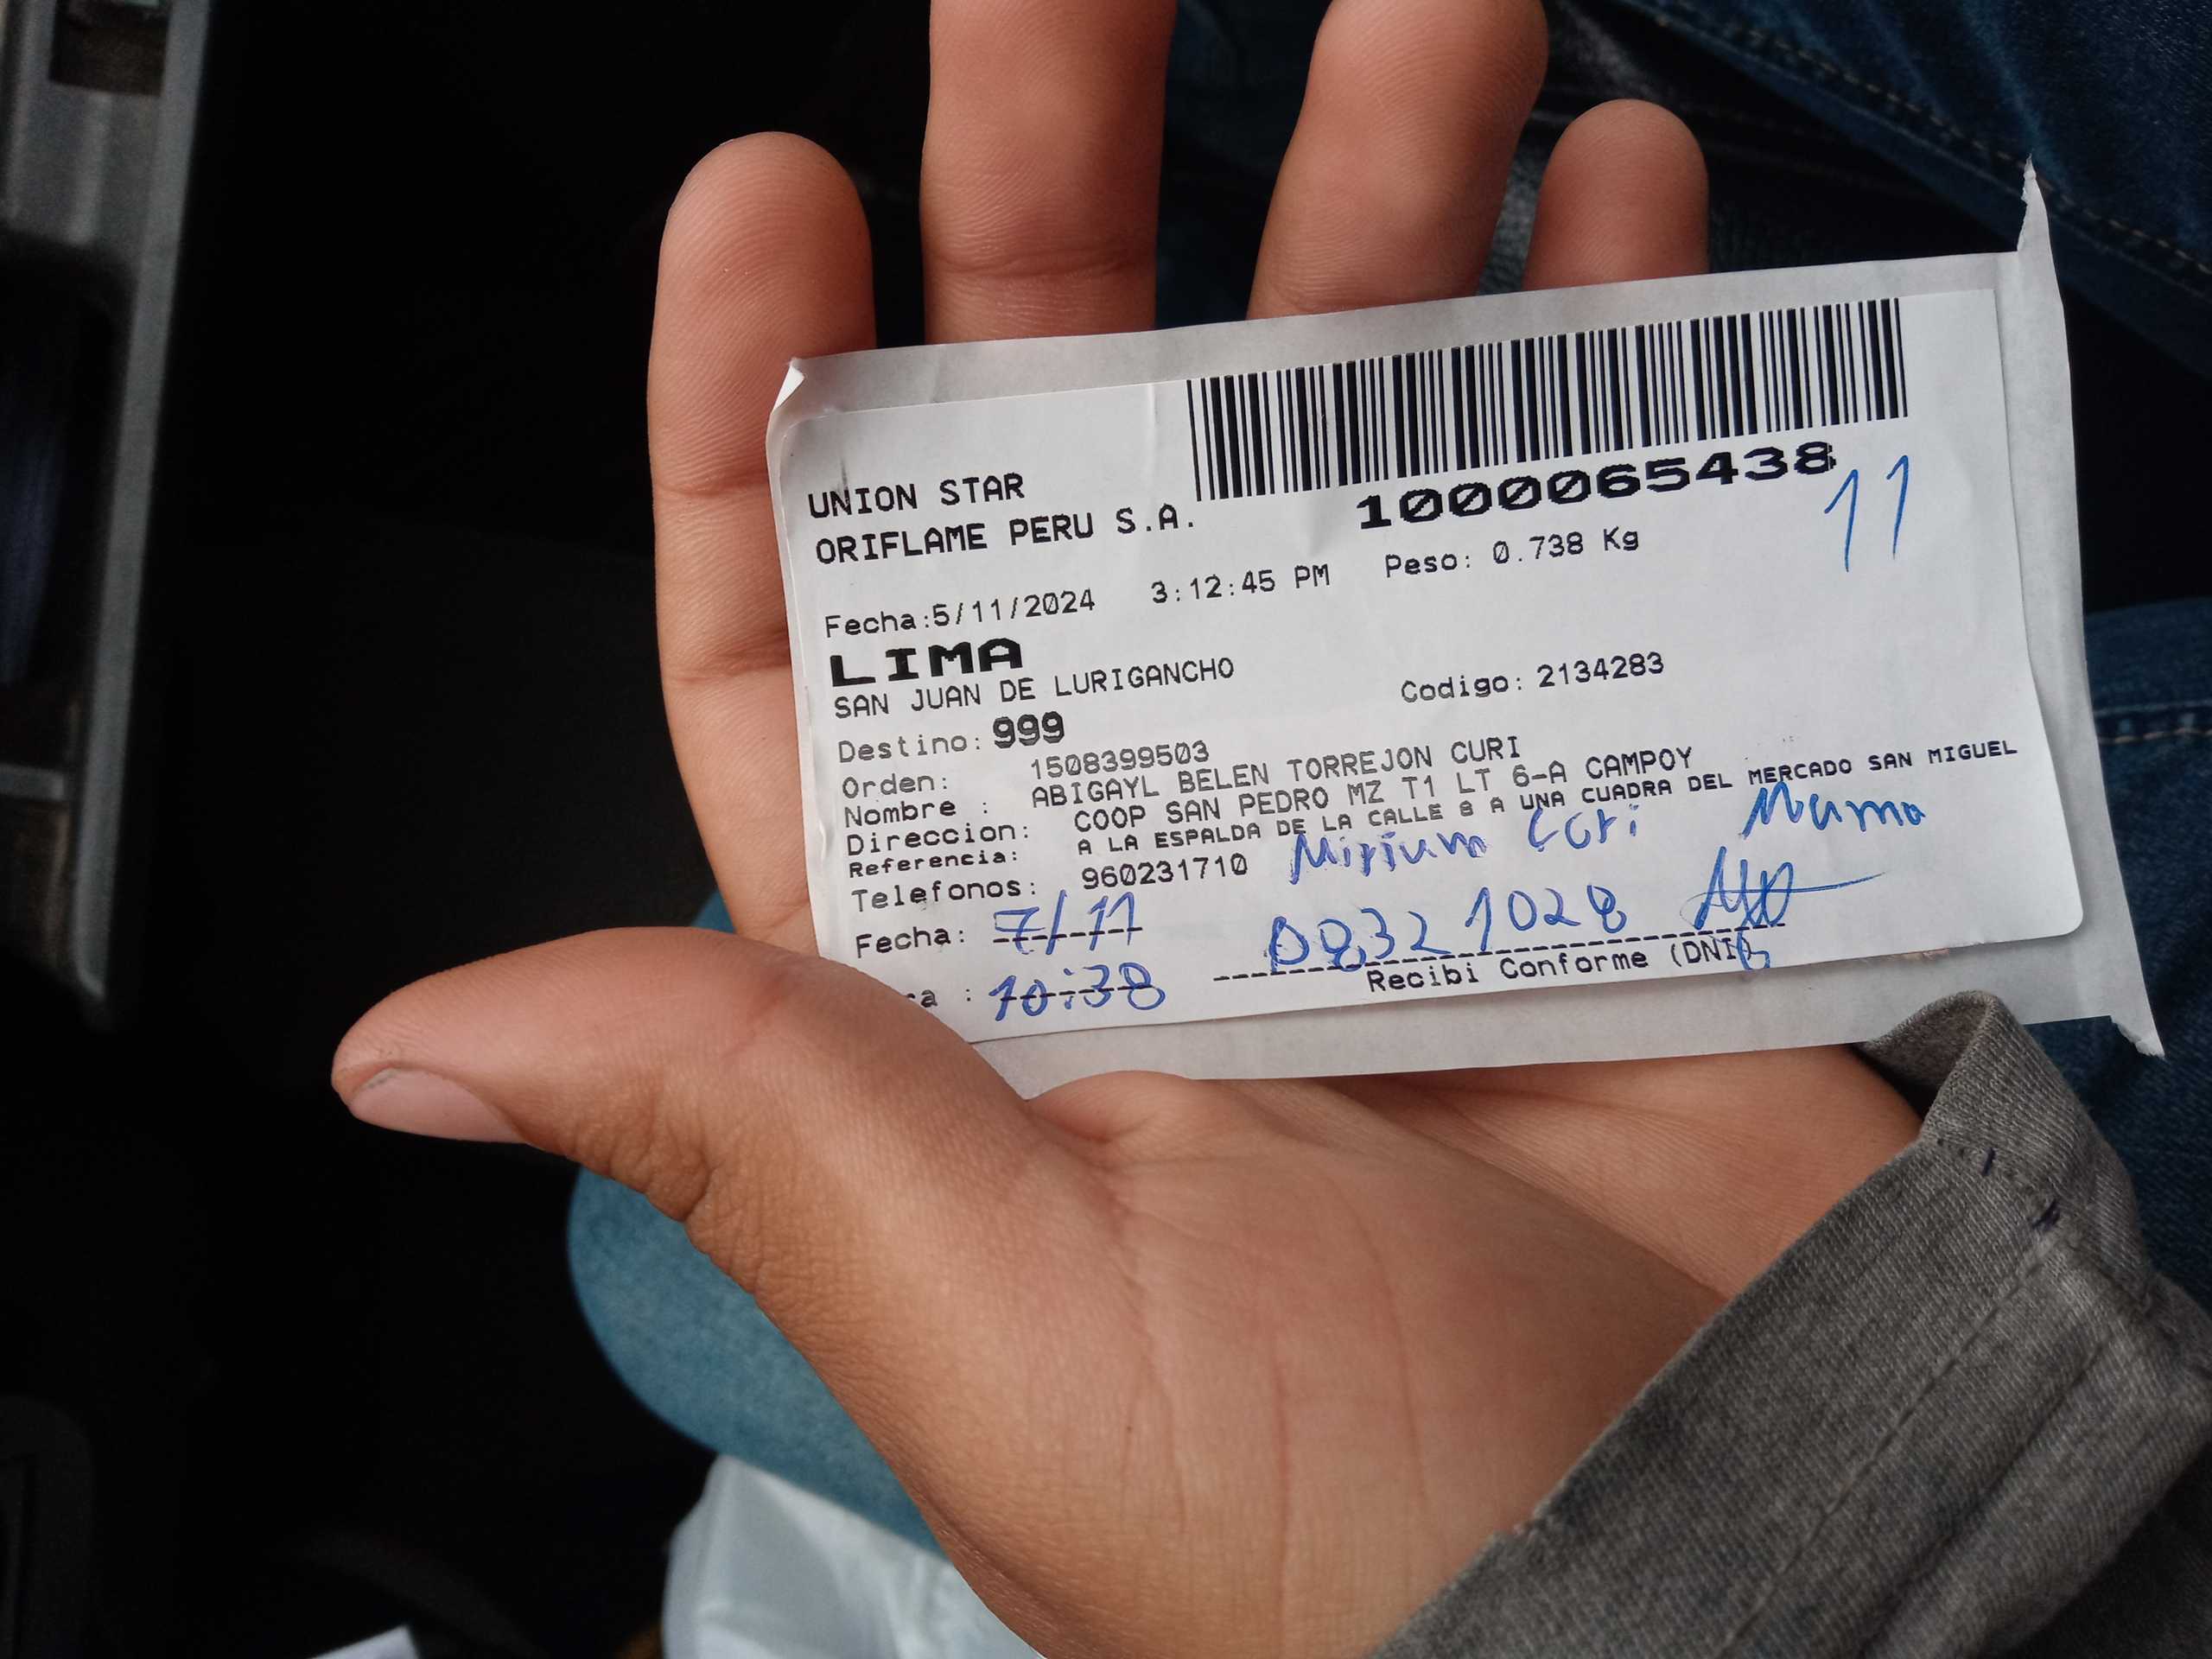 UNION STAR
ORIFLAME PERU S.A.
1000065438
11
Fecha:5/11/2024 3:12:45 PM Peso: 0.738 Kg
LIMA
SAN JUAN DE LURIGANCHO
Codigo: 2134283
Destino: 999
Orden: 1508399503
Nombre : ABIGAYL BELEN TORREJON CURI
Direccion: COOP SAN PEDRO MZ T1 LT 6-A CAMPOY
Referencia: A LA ESPALDA DE LA CALLE 8 A UNA CUADRA DEL MERCADO SAN MIGUEL
Telefonos: 960231710 Miriam Curi Mama
Fecha: 7/11
a : 10:38
Recibi Conforme (DNI)